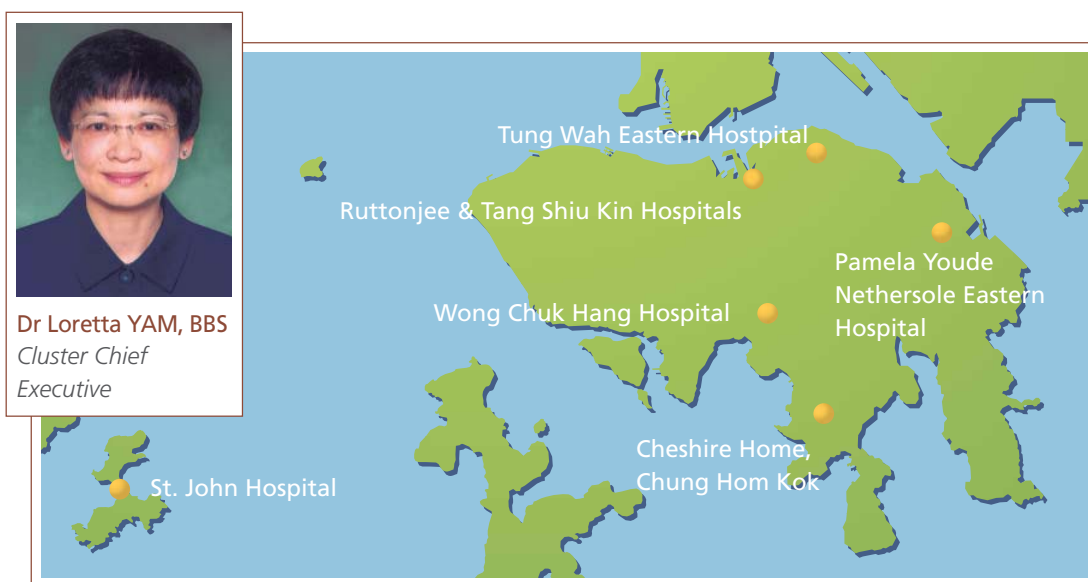 Dr Loretta YAM, BBS
Cluster Chief
Executive
Tung Wah Eastern Hostpital
Ruttonjee & Tang Shiu Kin Hospitals
Pamela Youde
Nethersole Eastern
Hospital
Wong Chuk Hang Hospital
Cheshire Home,
Chung Hom Kok
St. John Hospital